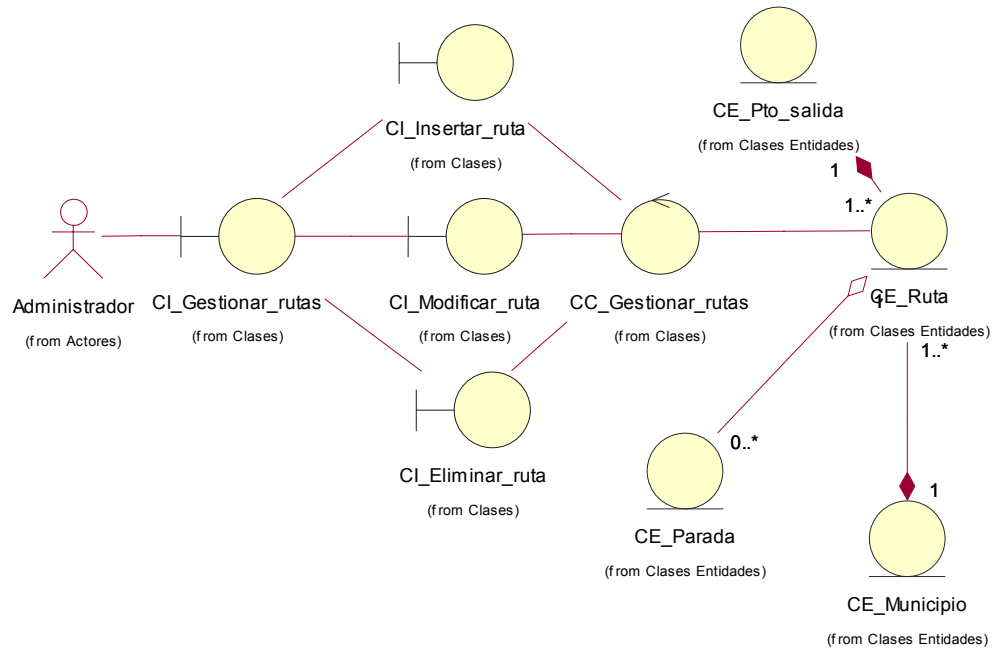 CI_Insertar_ruta
(from Clases)
CE_Pto_salida
(from Clases Entidades)
1
1..*
Administrador
(from Actores)
CI_Gestionar_rutas
(from Clases)
CI_Modificar_ruta
(from Clases)
CC_Gestionar_rutas
(from Clases)
CE_Ruta
1
(from Clases Entidades)
1..*
CI_Eliminar_ruta
(from Clases)
0..*
CE_Parada
(from Clases Entidades)
1
CE_Municipio
(from Clases Entidades)